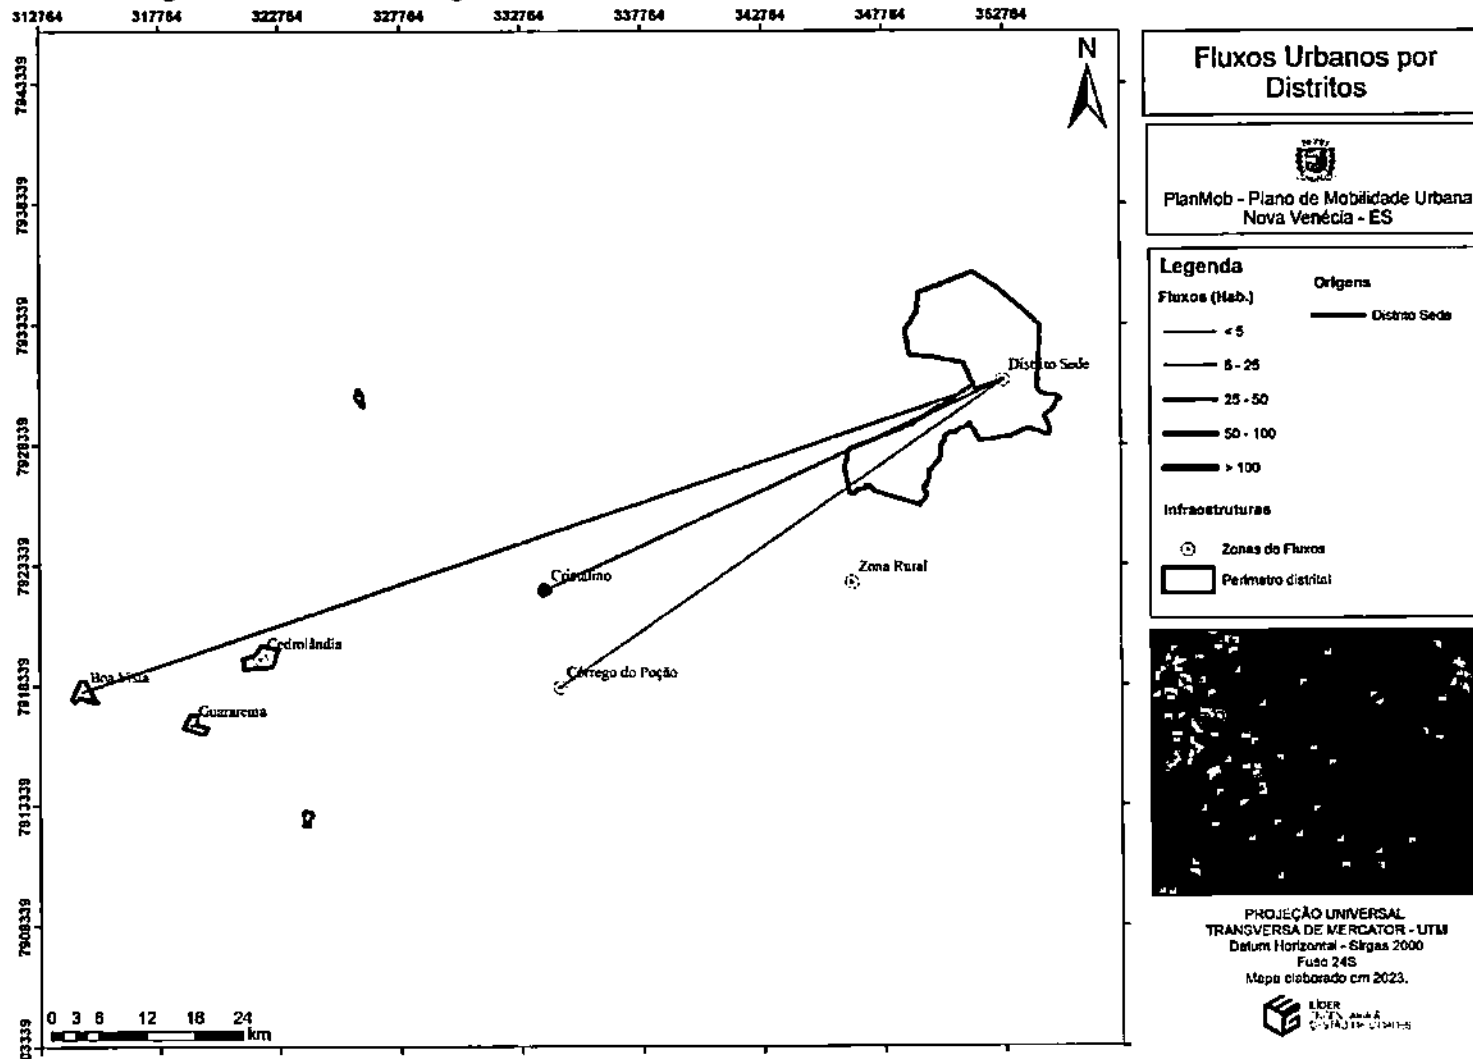 312764 317764 322764 327764 332764 337764 342764 347764 352764
7943339
7938339
7933339
7928339
7923339
7918339
7913339
7908339
03339
N
Distrito Sede
Cristalino
Zona Rural
Cedrolândia
Boa Vista
Córrego do Poção
Guararema
0 3 6 12 18 24
km
Fluxos Urbanos por
Distritos
PlanMob - Plano de Mobilidade Urbana
Nova Venécia - ES
Legenda
Fluxos (Hab.)
< 5
5 - 25
25 - 50
50 - 100
> 100
Origens
Distrito Sede
Infraestruturas
Zonas de Fluxos
Perímetro distrital
PROJEÇÃO UNIVERSAL
TRANSVERSA DE MERCATOR - UTM
Datum Horizontal - Sirgas 2000
Fuso 24S
Mapa elaborado em 2023.
LÍDER